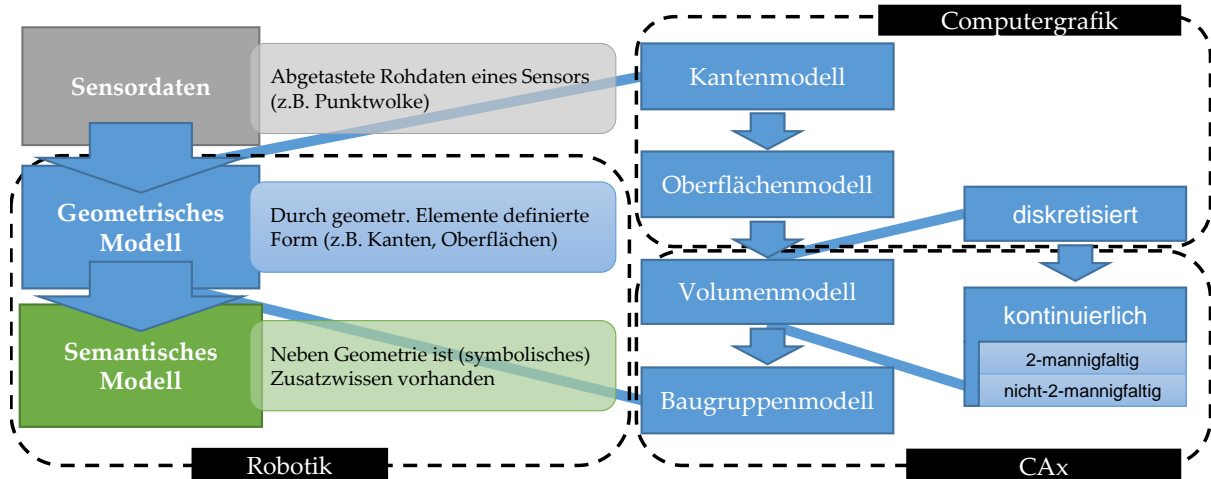 Computergrafik
Sensordaten
Abgetastete Rohdaten eines Sensors
(z.B. Punktwolke)
Kantenmodell
Oberflächenmodell
Geometrisches
Modell
Durch geometr. Elemente definierte
Form (z.B. Kanten, Oberflächen)
diskretisiert
Volumenmodell
kontinuierlich
2-mannigfaltig
nicht-2-mannigfaltig
Semantisches
Modell
Neben Geometrie ist (symbolisches)
Zusatzwissen vorhanden
Baugruppenmodell
Robotik
CAx